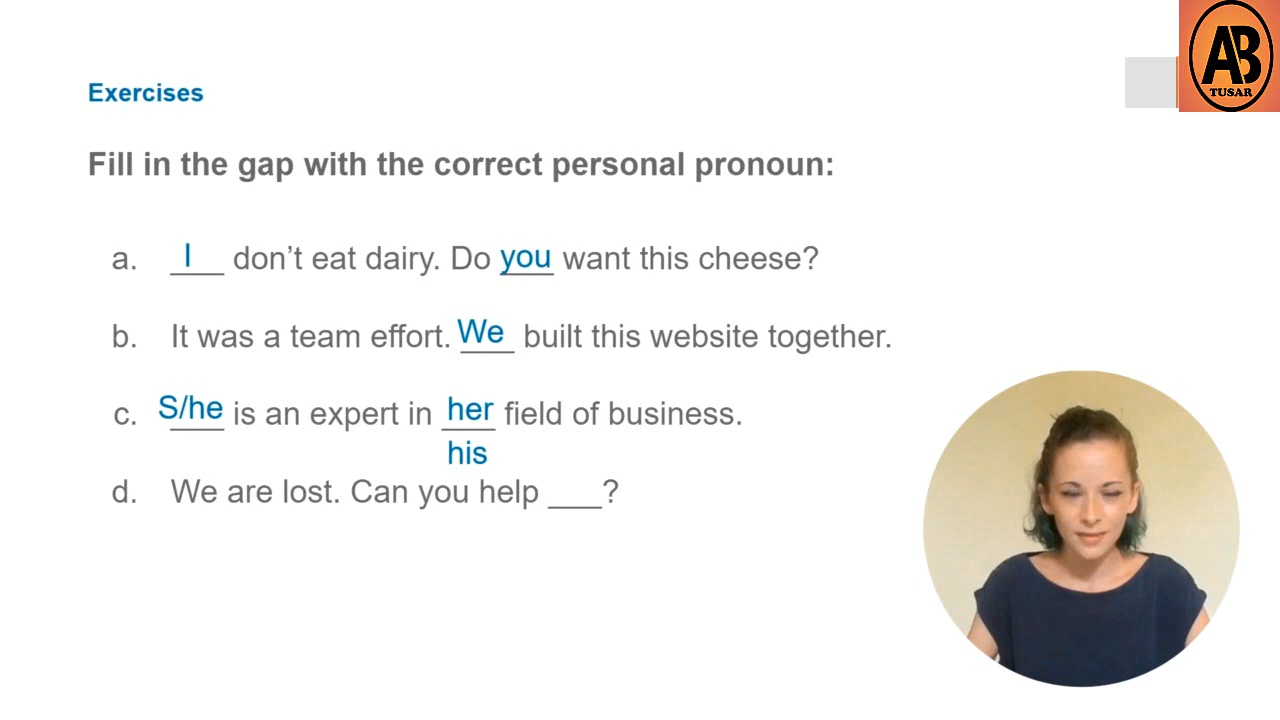 AB
TUSAR
Exercises
Fill in the gap with the correct personal pronoun:
a. I don’t eat dairy. Do you want this cheese?
b. It was a team effort. We built this website together.
c. S/he is an expert in her field of business.
his
d. We are lost. Can you help ___?